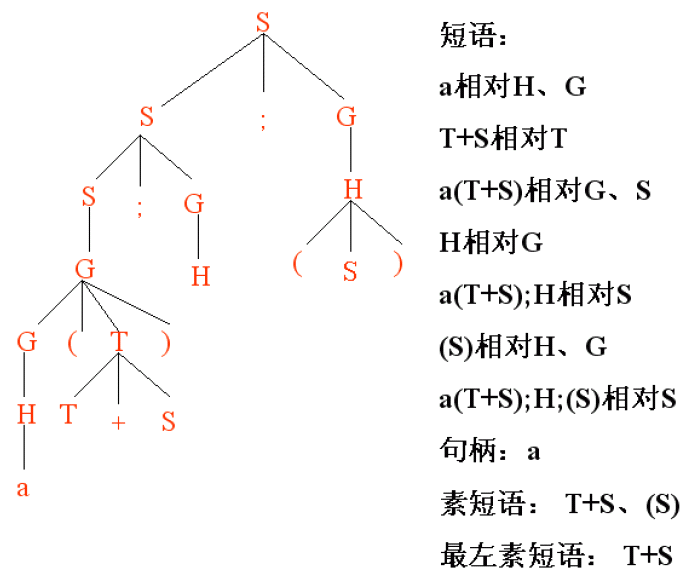 S
S ; G
S ; G H
G H ( S )
G ( T )
H T + S
a
短语：
a相对H、G
T+S相对T
a(T+S)相对G、S
H相对G
a(T+S);H相对S
(S)相对H、G
a(T+S);H;(S)相对S
句柄：a
素短语： T+S、(S)
最左素短语： T+S